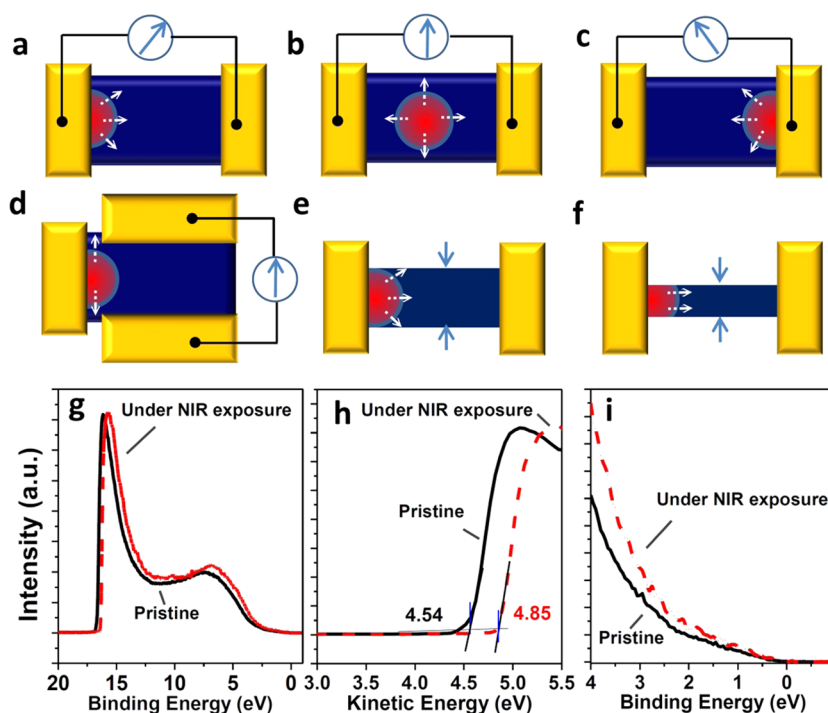 a
b
c
d
e
f
g
Under NIR exposure
Pristine
Intensity (a.u.)
20 15 10 5 0
Binding Energy (eV)
h
Under NIR exposure
Pristine
4.54
4.85
3.0 3.5 4.0 4.5 5.0 5.5
Kinetic Energy (eV)
i
Under NIR exposure
Pristine
4 3 2 1 0
Binding Energy (eV)